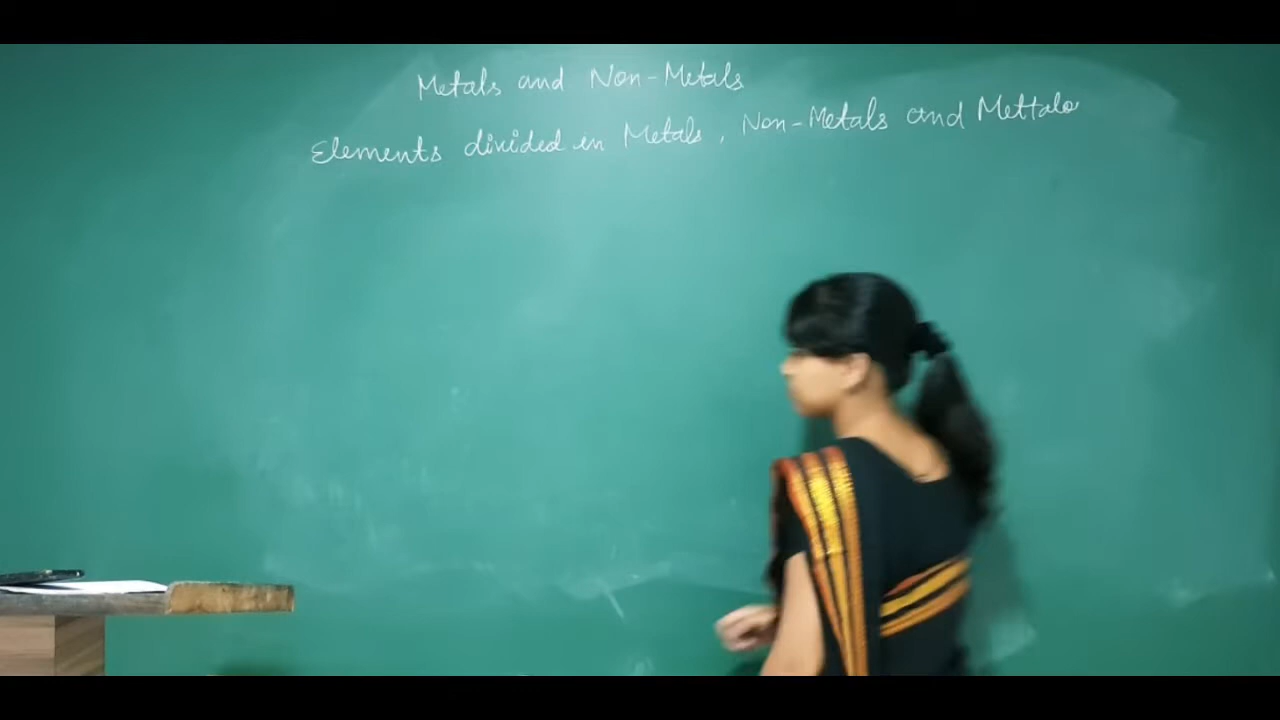 Metals and Non-Metals
Elements divided in Metals, Non-Metals and Mettalo